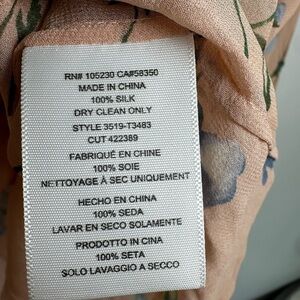 RN# 105230 CA#58350
MADE IN CHINA
100% SILK
DRY CLEAN ONLY
STYLE 3519-T3483
CUT 422389
FABRIQUÉ EN CHINE
100% SOIE
NETTOYAGE À SEC UNIQUEMENT
HECHO EN CHINA
100% SEDA
LAVAR EN SECO SOLAMENTE
PRODOTTO IN CINA
100% SETA
SOLO LAVAGGIO A SECCO